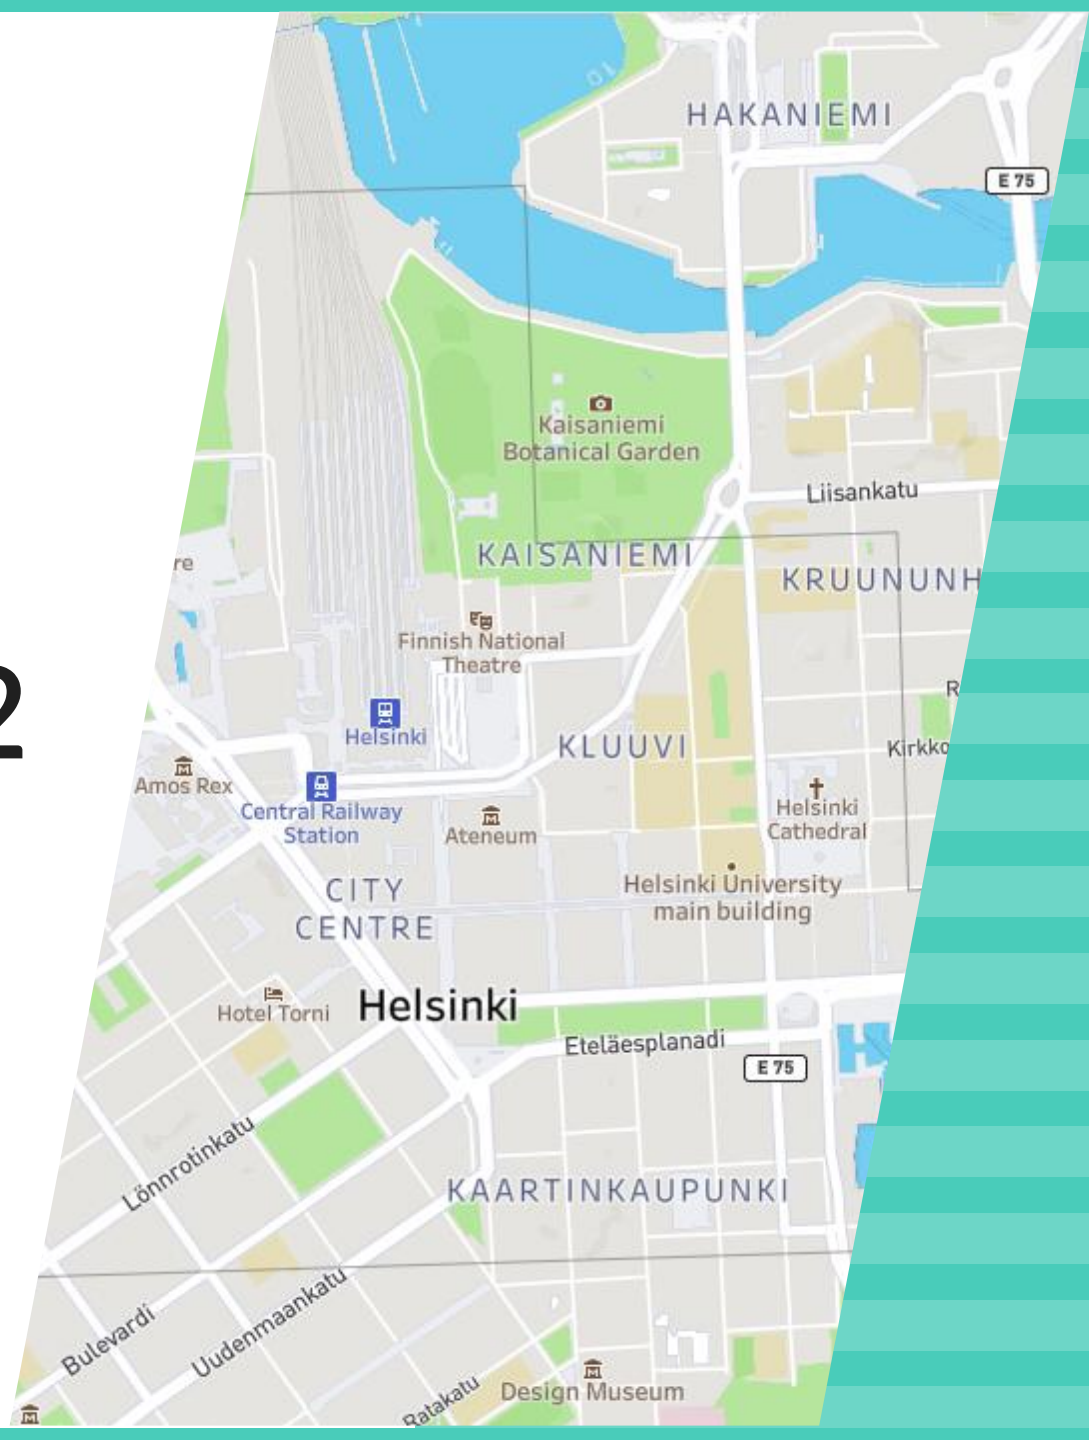 HAKANIEMI
E 75
Kaisaniemi
Botanical Garden
Liisankatu
KAISANIEMI
re
KRUUNUNH
Finnish National
Theatre
R
Helsinki
KLUUVI
Kirkko
2
Amos Rex
Central Railway
Station
Ateneum
Helsinki
Cathedral
CITY
CENTRE
Helsinki University
main building
Hotel Torni
Helsinki
Eteläesplanadi
E 75
Lönnrotinkatu
KAARTINKAUPUNKI
Bulevardi
Uudenmaankatu
Ratakatu
Design Museum